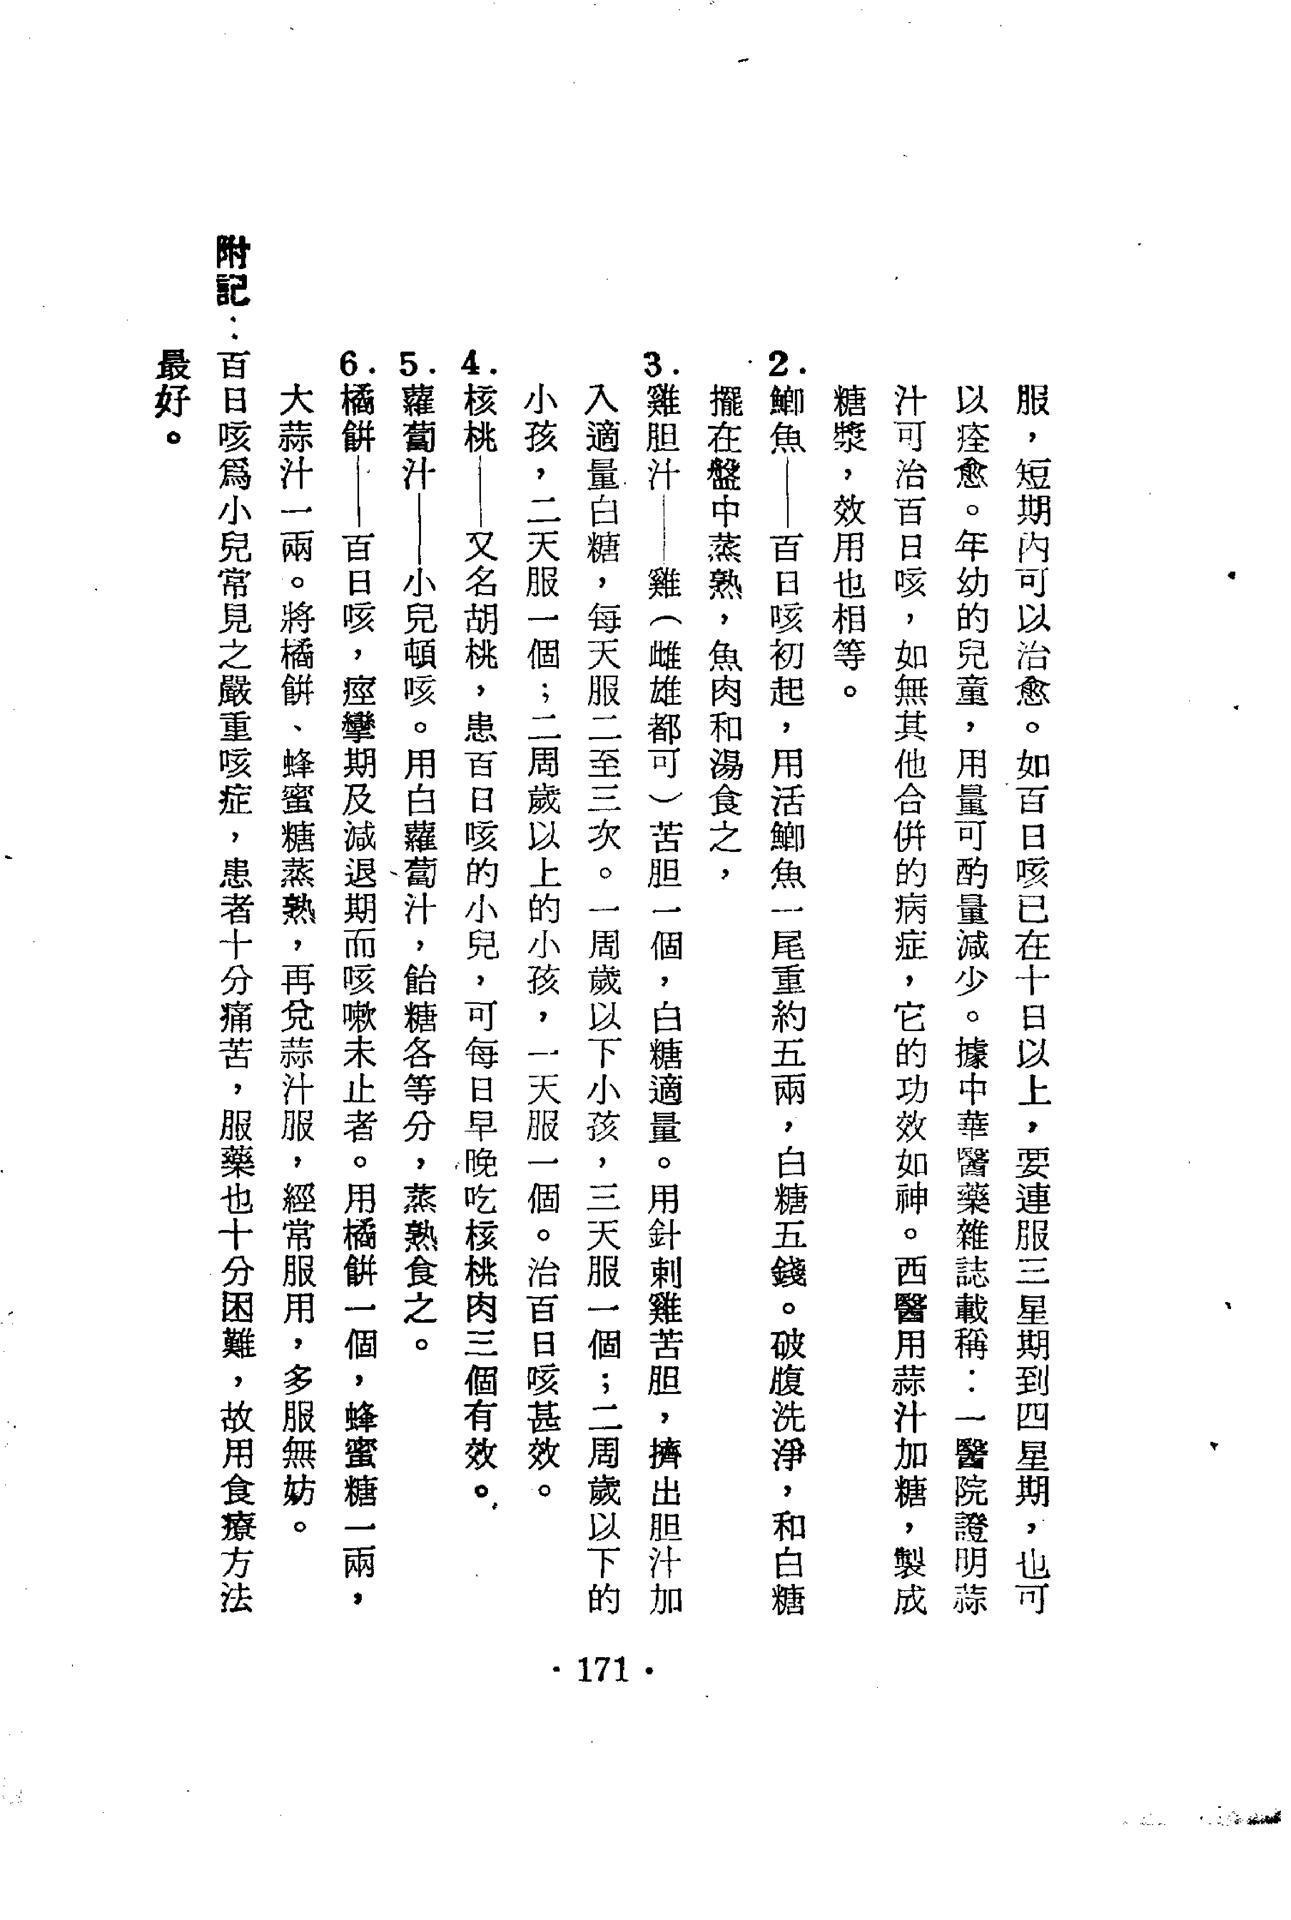 服，短期內可以治愈。如百日咳已在十日以上，要連服三星期到四星期，也可
以痊愈。年幼的兒童，用量可酌量減少。據中華醫藥雜誌載稱：一醫院證明蒜
汁可治百日咳，如無其他合倂的病症，它的功效如神。西醫用蒜汁加糖，製成
糖漿，效用也相等。
2.鯽魚——百日咳初起，用活鯽魚一尾重約五兩，白糖五錢。破腹洗淨，和白糖
擺在盤中蒸熟，魚肉和湯食之，
3.雞胆汁——雞（雌雄都可）苦胆一個，白糖適量。用針刺雞苦胆，擠出胆汁加
入適量白糖，每天服二至三次。一周歲以下小孩，三天服一個；二周歲以下的
小孩，二天服一個；二周歲以上的小孩，一天服一個。治百日咳甚效。
4.核桃——又名胡桃，患百日咳的小兒，可每日早晚吃核桃肉三個有效。
5.蘿蔔汁——小兒頓咳。用白蘿蔔汁，飴糖各等分，蒸熟食之。
6.橘餅——百日咳，痙攣期及減退期而咳嗽未止者。用橘餅一個，蜂蜜糖一兩，
大蒜汁一兩。將橘餅、蜂蜜糖蒸熟，再兌蒜汁服，經常服用，多服無妨。
附記：百日咳爲小兒常見之嚴重咳症，患者十分痛苦，服藥也十分困難，故用食療方法
最好。
·171·